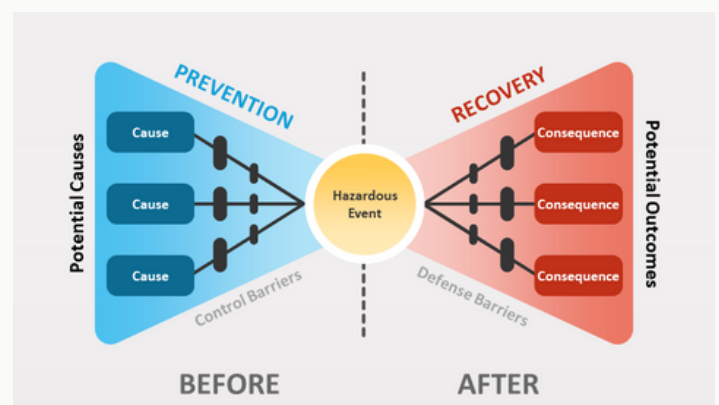 PREVENTION
RECOVERY
Potential Causes
Cause
Cause
Cause
Hazardous
Event
Consequence
Consequence
Consequence
Potential Outcomes
Control Barriers
Defense Barriers
BEFORE
AFTER